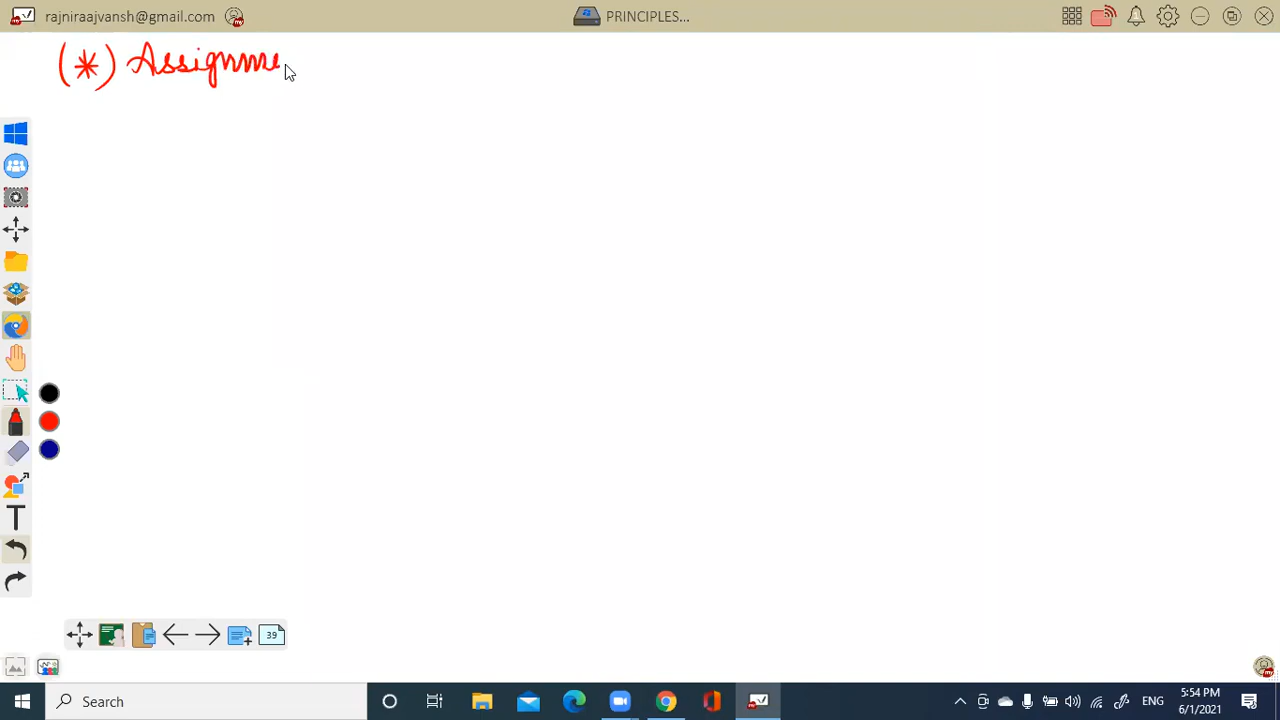 rajniraajvansh@gmail.com
PRINCIPLES...
(*) Assignme
T
39
Search
ENG
5:54 PM
6/1/2021